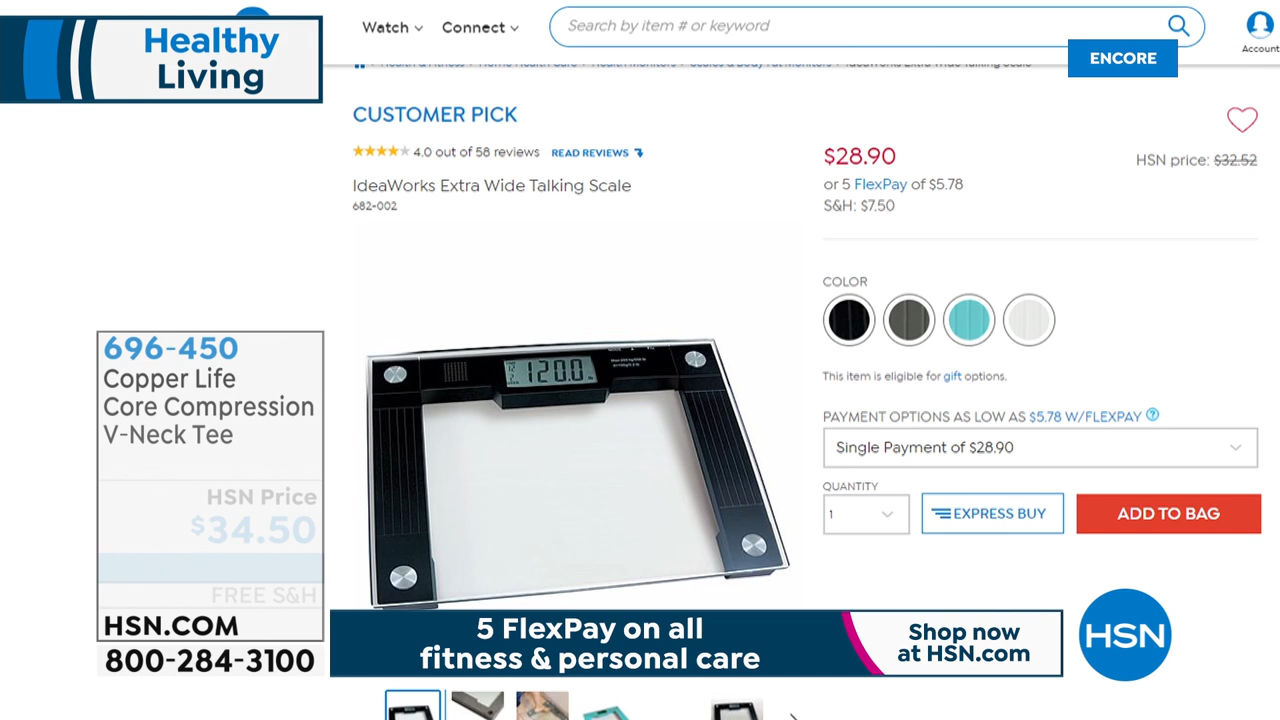 Healthy
Living
Watch
Connect
Search by item # or keyword
Account
ENCORE
CUSTOMER PICK
4.0 out of 58 reviews READ REVIEWS
IdeaWorks Extra Wide Talking Scale
682-002
$28.90
HSN price: $32.52
or 5 FlexPay of $5.78
S&H: $7.50
COLOR
This item is eligible for gift options.
PAYMENT OPTIONS AS LOW AS $5.78 W/FLEXPAY ?
Single Payment of $28.90
QUANTITY
1
EXPRESS BUY
ADD TO BAG
120.0
696-450
Copper Life
Core Compression
V-Neck Tee
HSN Price
$34.50
FREE S&H
HSN.COM
800-284-3100
5 FlexPay on all
fitness & personal care
Shop now
at HSN.com
HSN